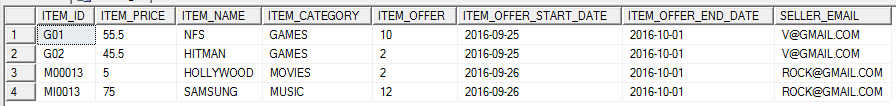 ITEM_ID ITEM_PRICE ITEM_NAME ITEM_CATEGORY ITEM_OFFER ITEM_OFFER_START_DATE ITEM_OFFER_END_DATE SELLER_EMAIL
1 G01 55.5 NFS GAMES 10 2016-09-25 2016-10-01 V@GMAIL.COM
2 G02 45.5 HITMAN GAMES 2 2016-09-25 2016-10-01 V@GMAIL.COM
3 M00013 5 HOLLYWOOD MOVIES 2 2016-09-26 2016-10-01 ROCK@GMAIL.COM
4 MI0013 75 SAMSUNG MUSIC 12 2016-09-26 2016-10-01 ROCK@GMAIL.COM